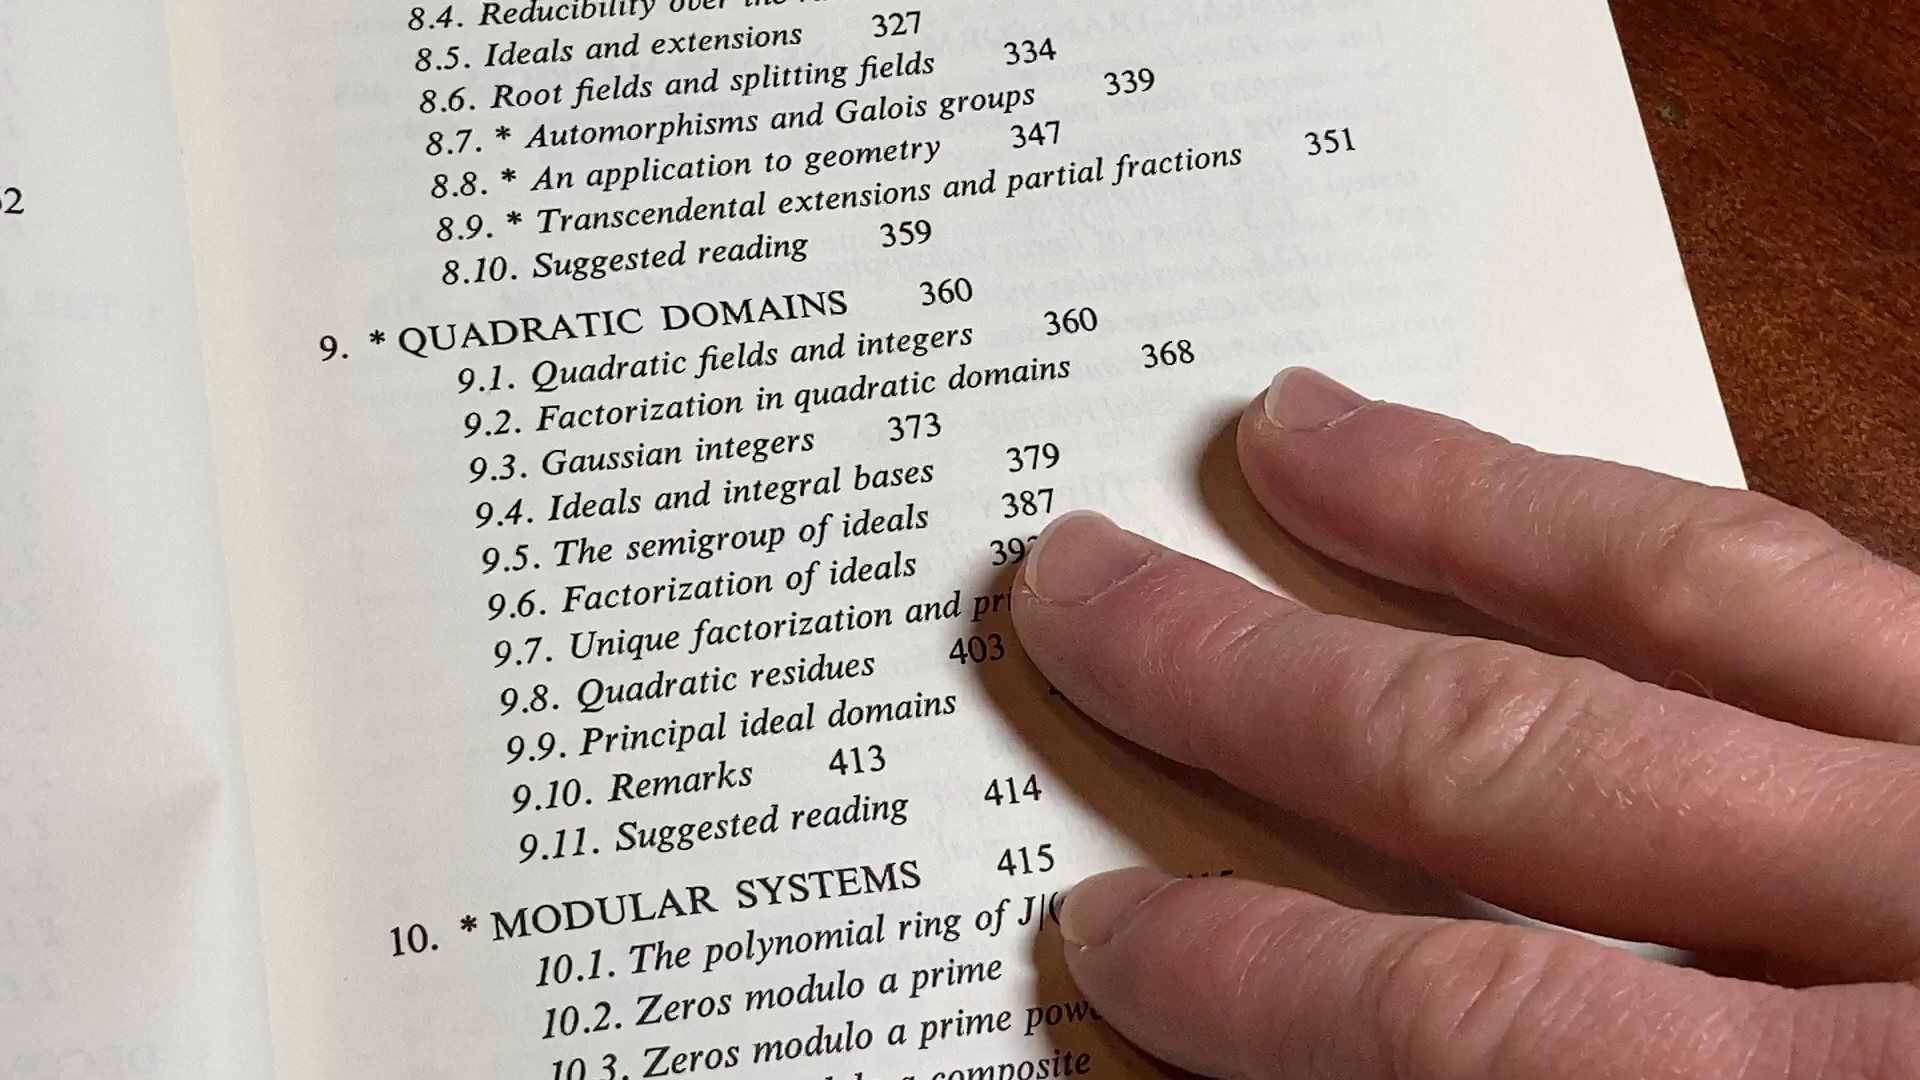 8.4. Reducibility over the
8.5. Ideals and extensions 327
8.6. Root fields and splitting fields 334
8.7. * Automorphisms and Galois groups 339
8.8. * An application to geometry 347
8.9. * Transcendental extensions and partial fractions 351
8.10. Suggested reading 359
9. * QUADRATIC DOMAINS 360
9.1. Quadratic fields and integers 360
9.2. Factorization in quadratic domains 368
9.3. Gaussian integers 373
9.4. Ideals and integral bases 379
9.5. The semigroup of ideals 387
9.6. Factorization of ideals
9.7. Unique factorization and
9.8. Quadratic residues 403
9.9. Principal ideal domains
9.10. Remarks 413
9.11. Suggested reading 414
10. * MODULAR SYSTEMS 415
10.1. The polynomial ring of
10.2. Zeros modulo a prime
10.3. Zeros modulo a prime
a composite